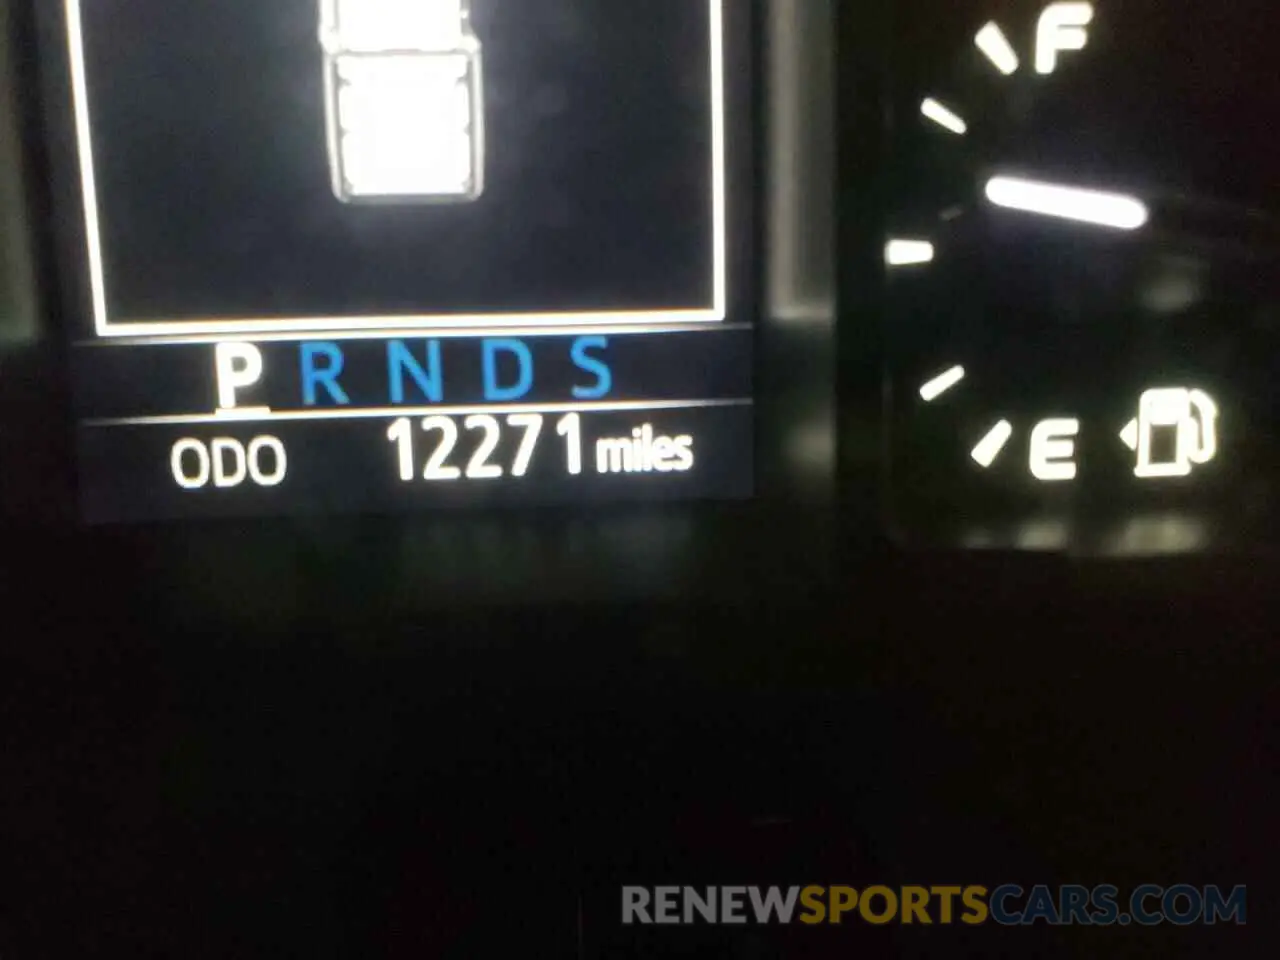 F
P R N D S
ODO 12271 miles
E
RENEWSPORTSCARS.COM